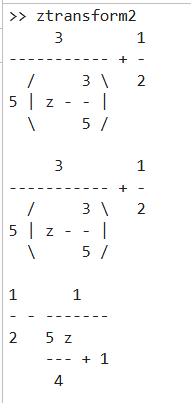 >> ztransform2
      3         1
----------- + -
  /     3 \   2
5 | z - - |
  \     5 /
      3         1
----------- + -
  /     3 \   2
5 | z - - |
  \     5 /
1      1
- - -------
2   5 z
    --- + 1
     4